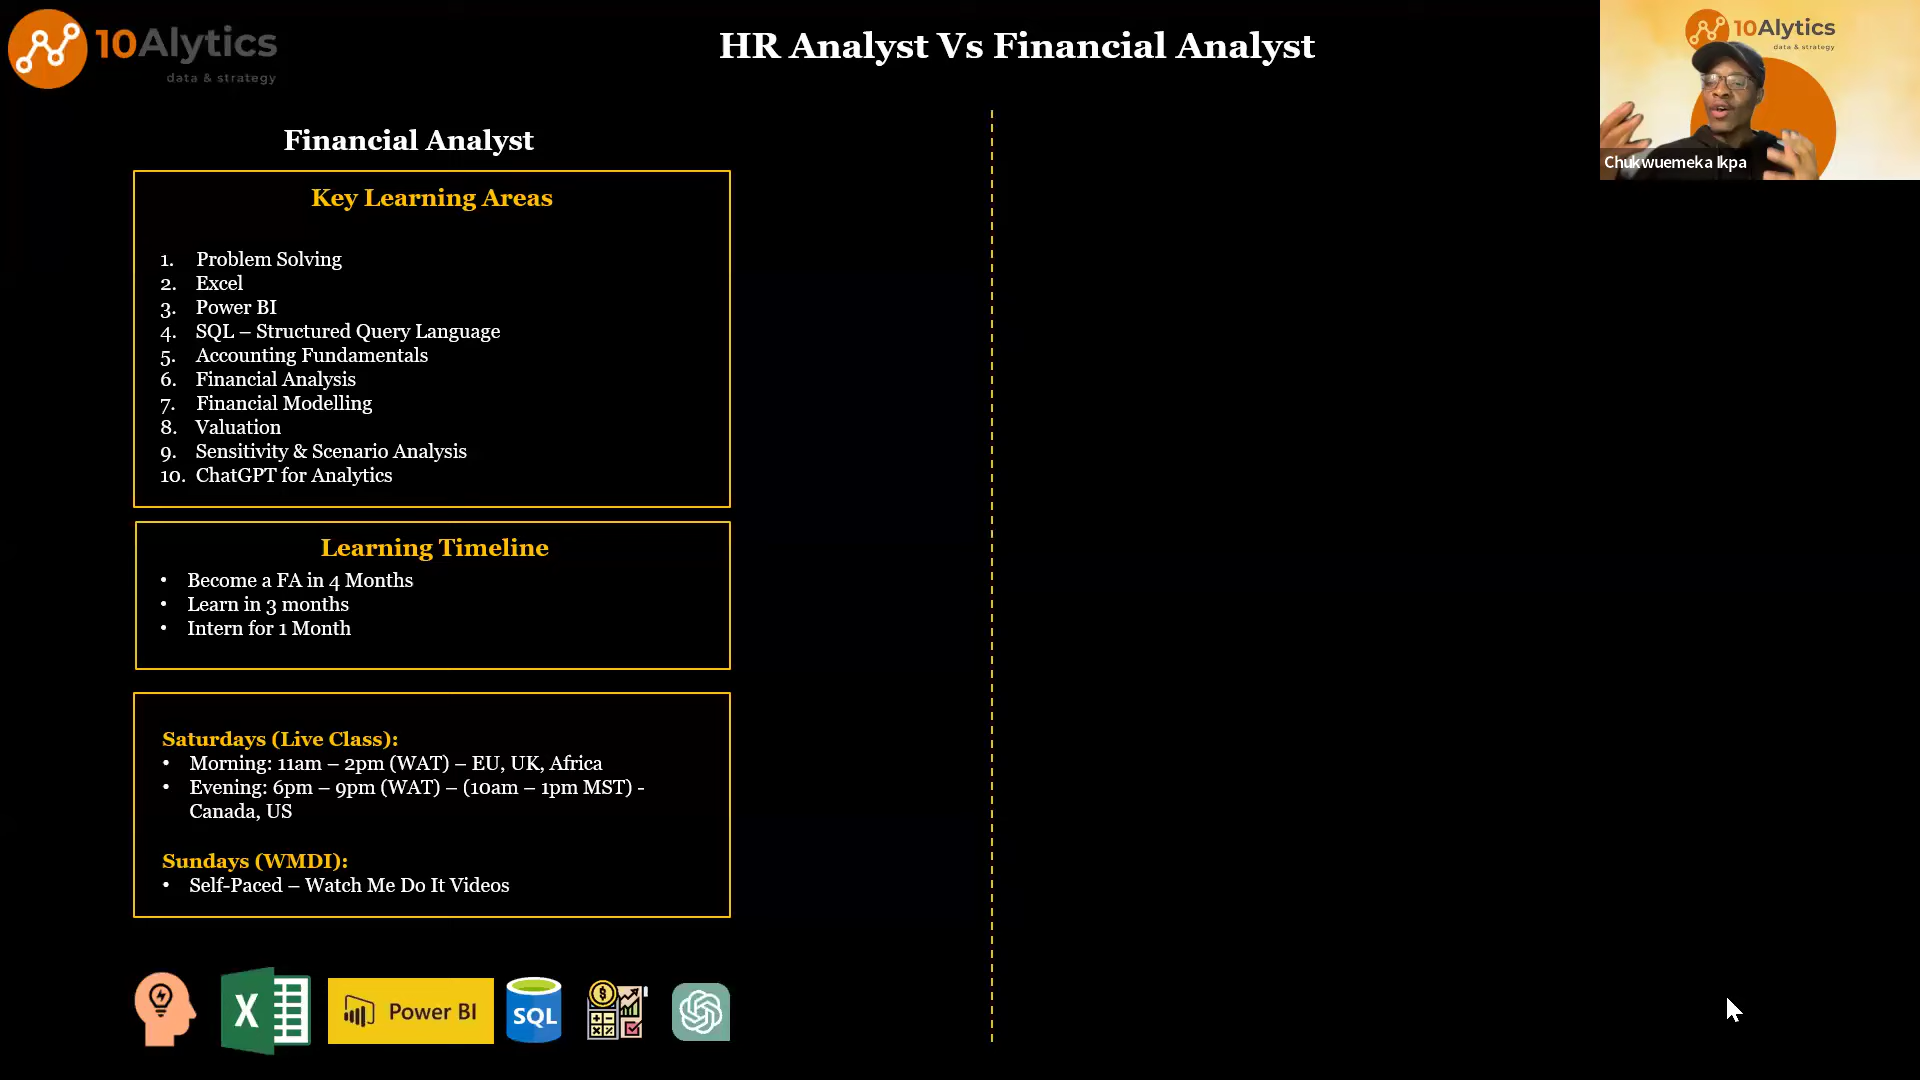 10Alytics
data & strategy
HR Analyst Vs Financial Analyst
10Alytics
data & strategy
Chukwuemeka Ikpa
Financial Analyst
Key Learning Areas
1. Problem Solving
2. Excel
3. Power BI
4. SQL – Structured Query Language
5. Accounting Fundamentals
6. Financial Analysis
7. Financial Modelling
8. Valuation
9. Sensitivity & Scenario Analysis
10. ChatGPT for Analytics
Learning Timeline
• Become a FA in 4 Months
• Learn in 3 months
• Intern for 1 Month
Saturdays (Live Class):
• Morning: 11am – 2pm (WAT) – EU, UK, Africa
• Evening: 6pm – 9pm (WAT) – (10am – 1pm MST) -
Canada, US
Sundays (WMDI):
• Self-Paced – Watch Me Do It Videos
X
Power BI
SQL